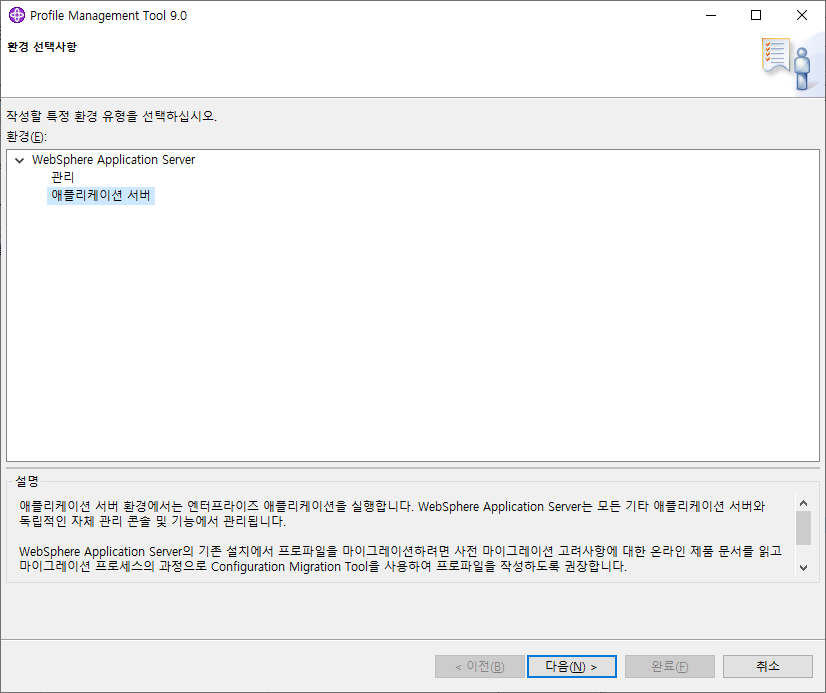 Profile Management Tool 9.0
환경 선택사항
작성할 특정 환경 유형을 선택하십시오.
환경(E):
WebSphere Application Server
관리
애플리케이션 서버
설명
애플리케이션 서버 환경에서는 엔터프라이즈 애플리케이션을 실행합니다. WebSphere Application Server는 모든 기타 애플리케이션 서버와
독립적인 자체 관리 콘솔 및 기능에서 관리됩니다.
WebSphere Application Server의 기존 설치에서 프로파일을 마이그레이션하려면 사전 마이그레이션 고려사항에 대한 온라인 제품 문서를 읽고
마이그레이션 프로세스의 과정으로 Configuration Migration Tool을 사용하여 프로파일을 작성하도록 권장합니다.
< 이전(B)
다음(N) >
완료(F)
취소